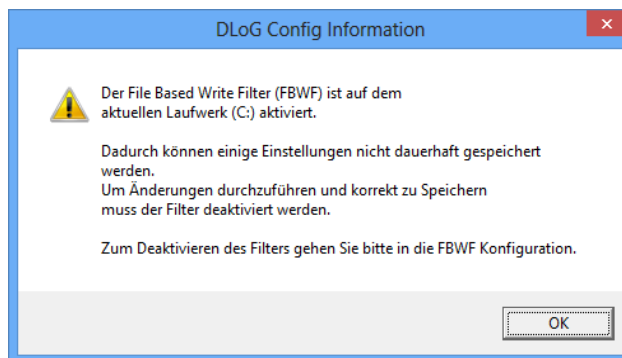 DLoG Config Information
Der File Based Write Filter (FBWF) ist auf dem
aktuellen Laufwerk (C:) aktiviert.
Dadurch können einige Einstellungen nicht dauerhaft gespeichert
werden.
Um Änderungen durchzuführen und korrekt zu Speichern
muss der Filter deaktiviert werden.
Zum Deaktivieren des Filters gehen Sie bitte in die FBWF Konfiguration.
OK